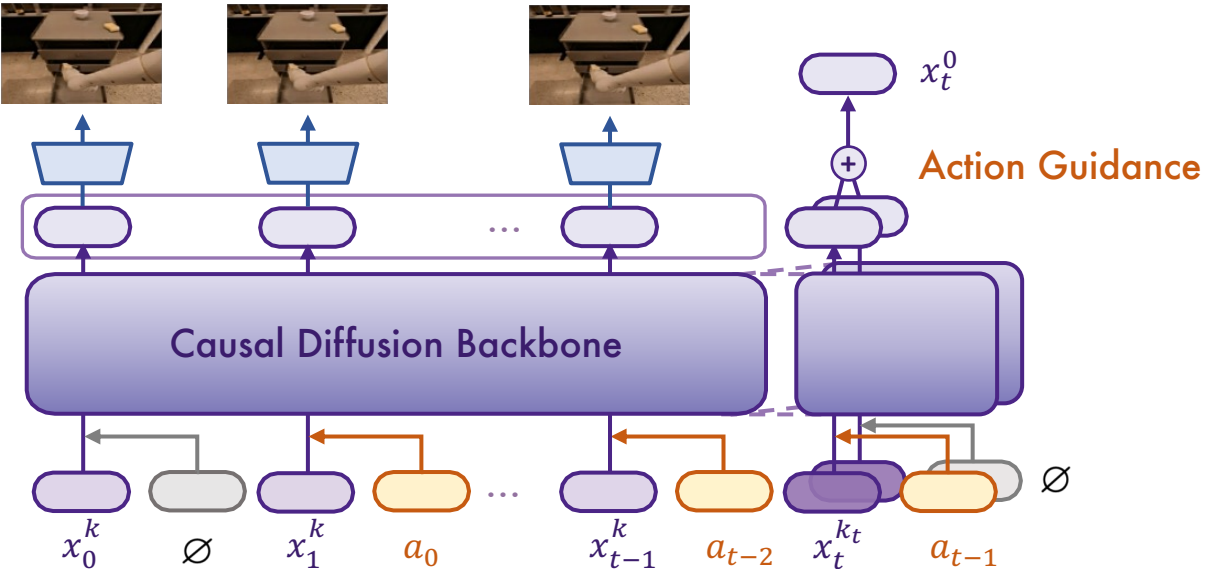 x_t^0
Action Guidance
+
...
Causal Diffusion Backbone
...
∅
x_0^k ∅ x_1^k a_0 x_{t-1}^k a_{t-2} x_t^{k_t} a_{t-1}